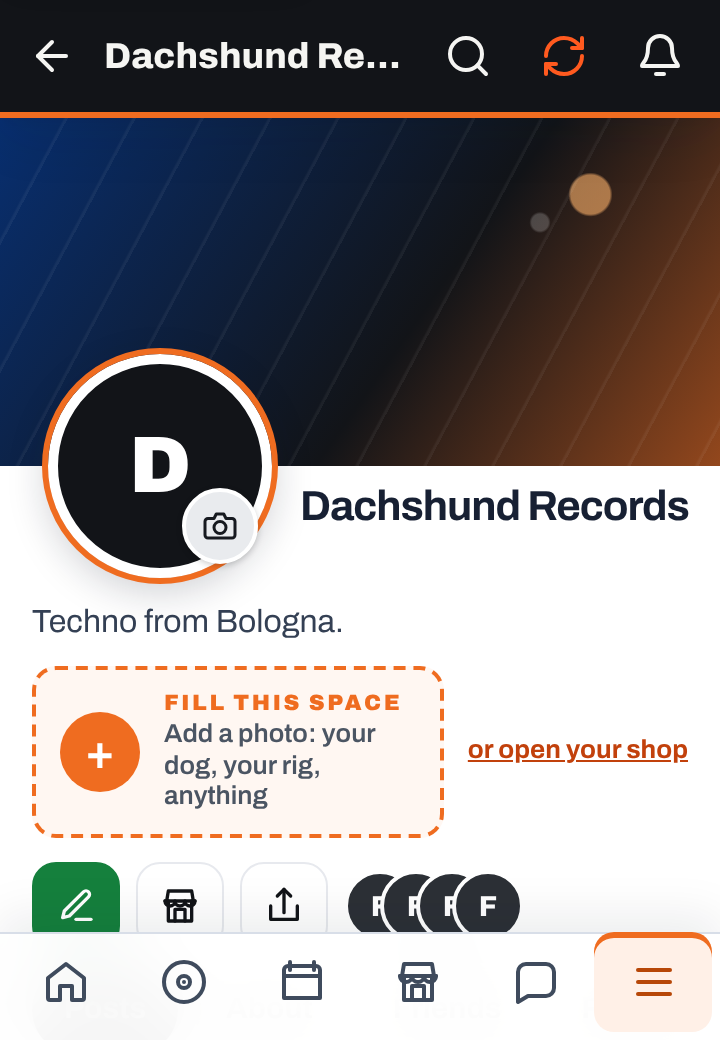 Dachshund Re...
D
Dachshund Records
Techno from Bologna.
FILL THIS SPACE
+
Add a photo: your
dog, your rig,
anything
or open your shop
F